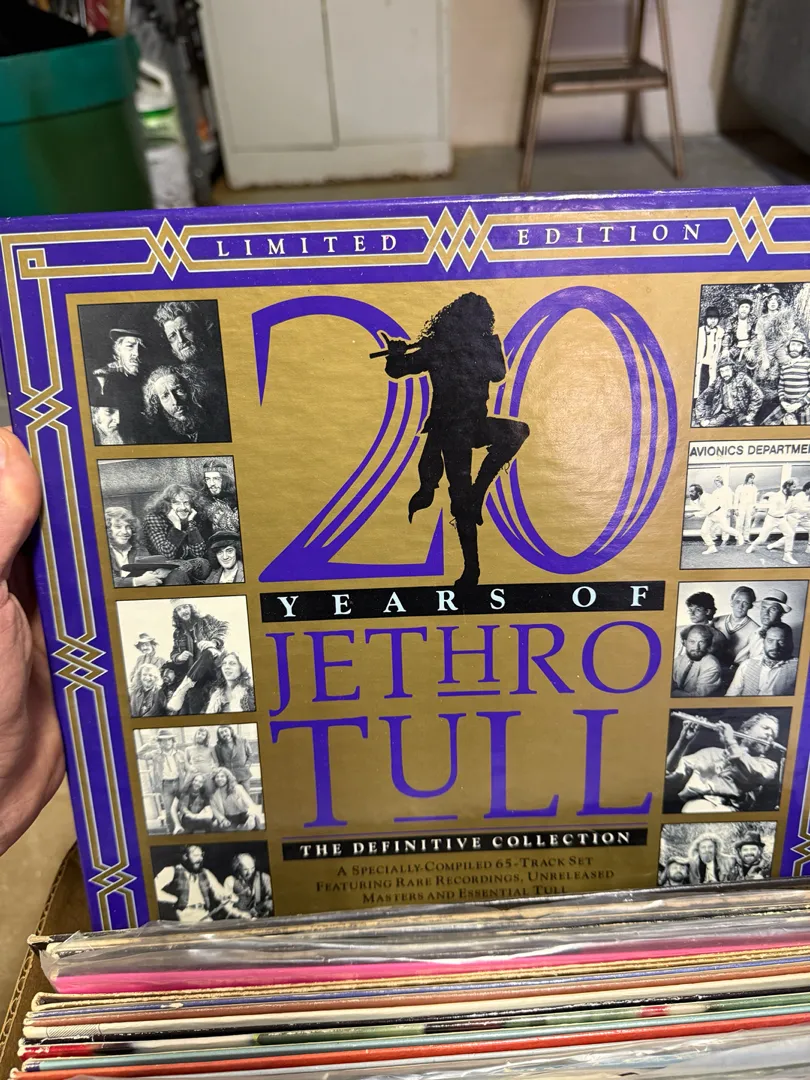 LIMITED EDITION
20
AVIONICS DEPARTME
YEARS OF
JETHRO
TULL
THE DEFINITIVE COLLECTION
A SPECIALLY-COMPILED 65-TRACK SET
FEATURING RARE RECORDINGS, UNRELEASED
MASTERS AND ESSENTIAL TULL